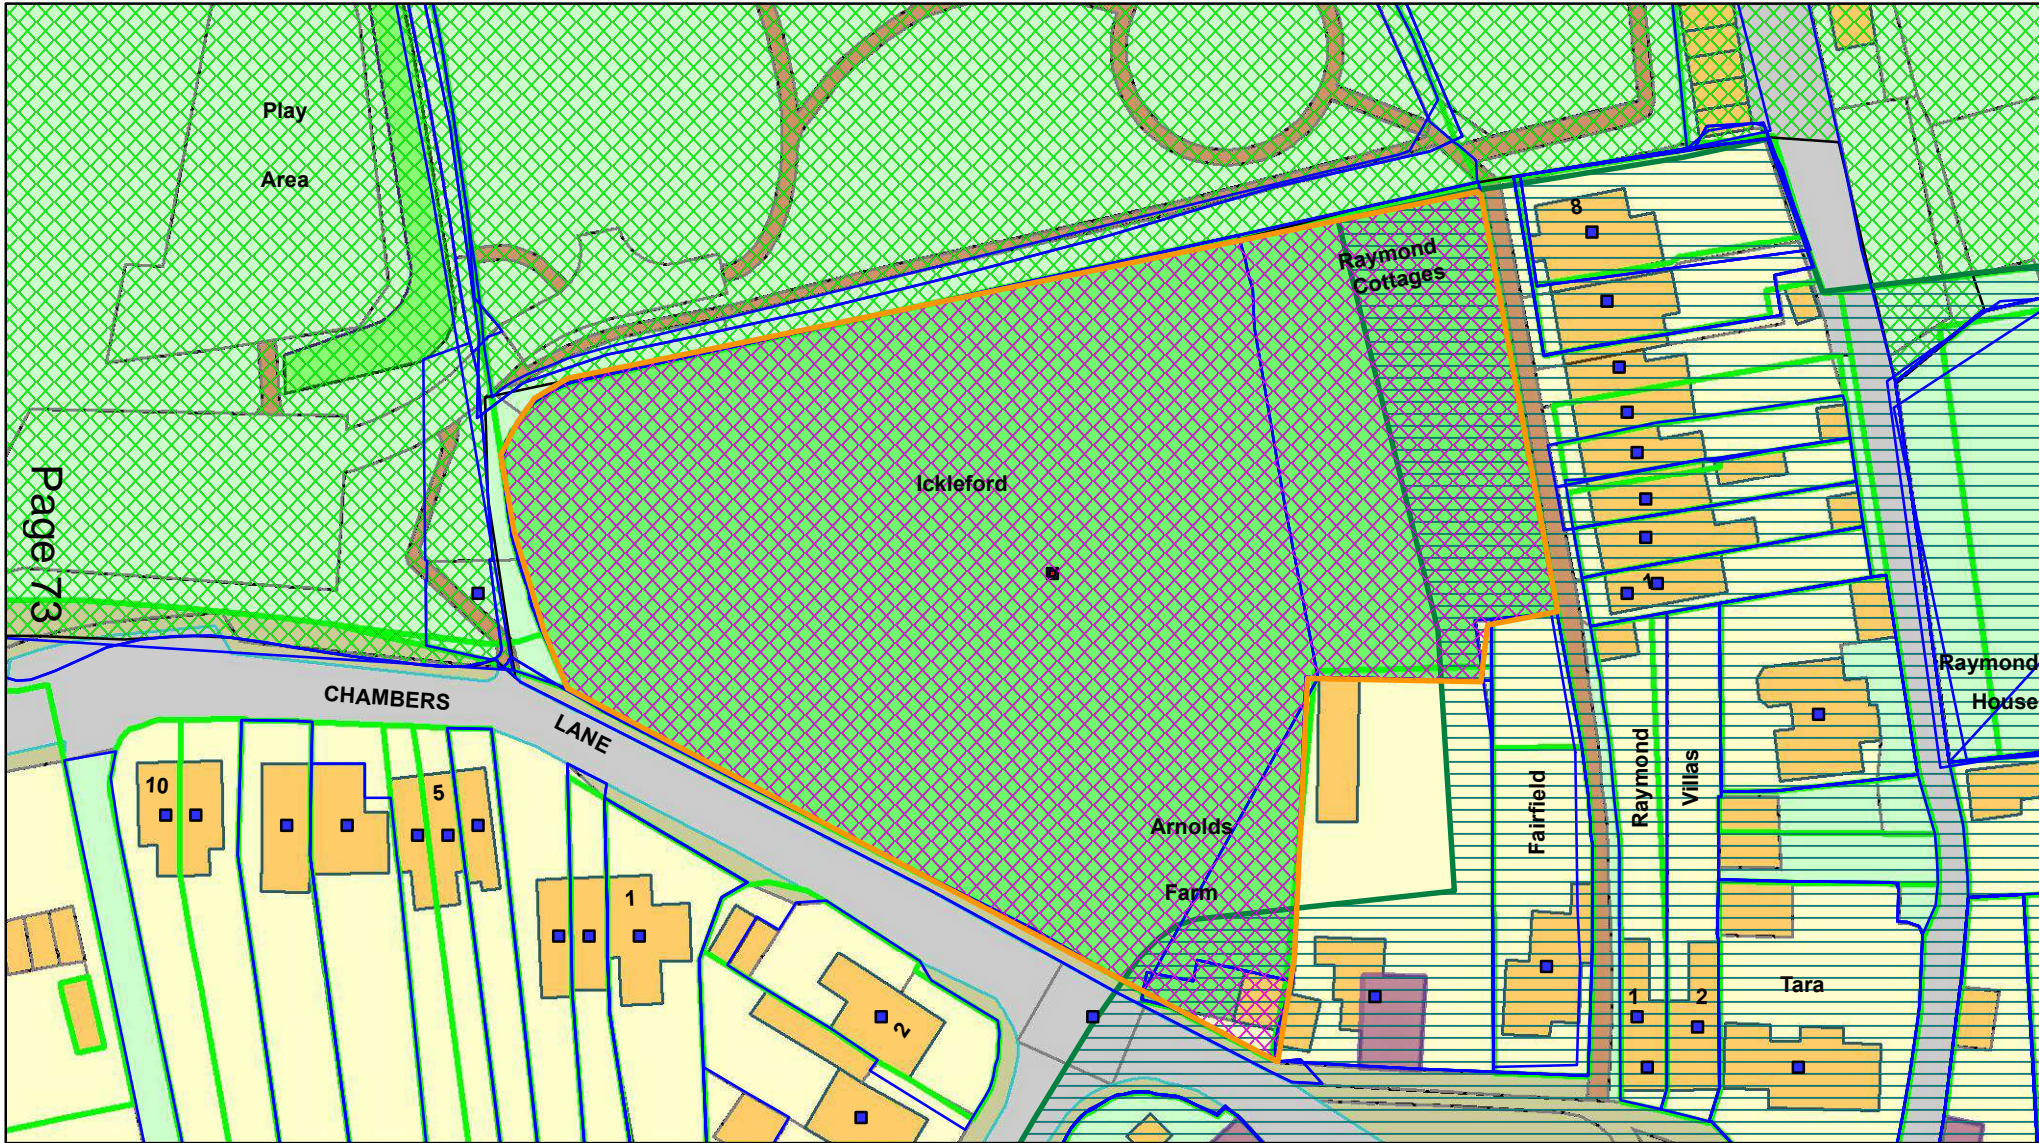 Play
Area
8
Raymond
Cottages
Ickleford
Page 73
1
Raymond
House
CHAMBERS
LANE
10
5
1
Arnolds
Farm
Fairfield
Raymond
Villas
2
1
2
Tara